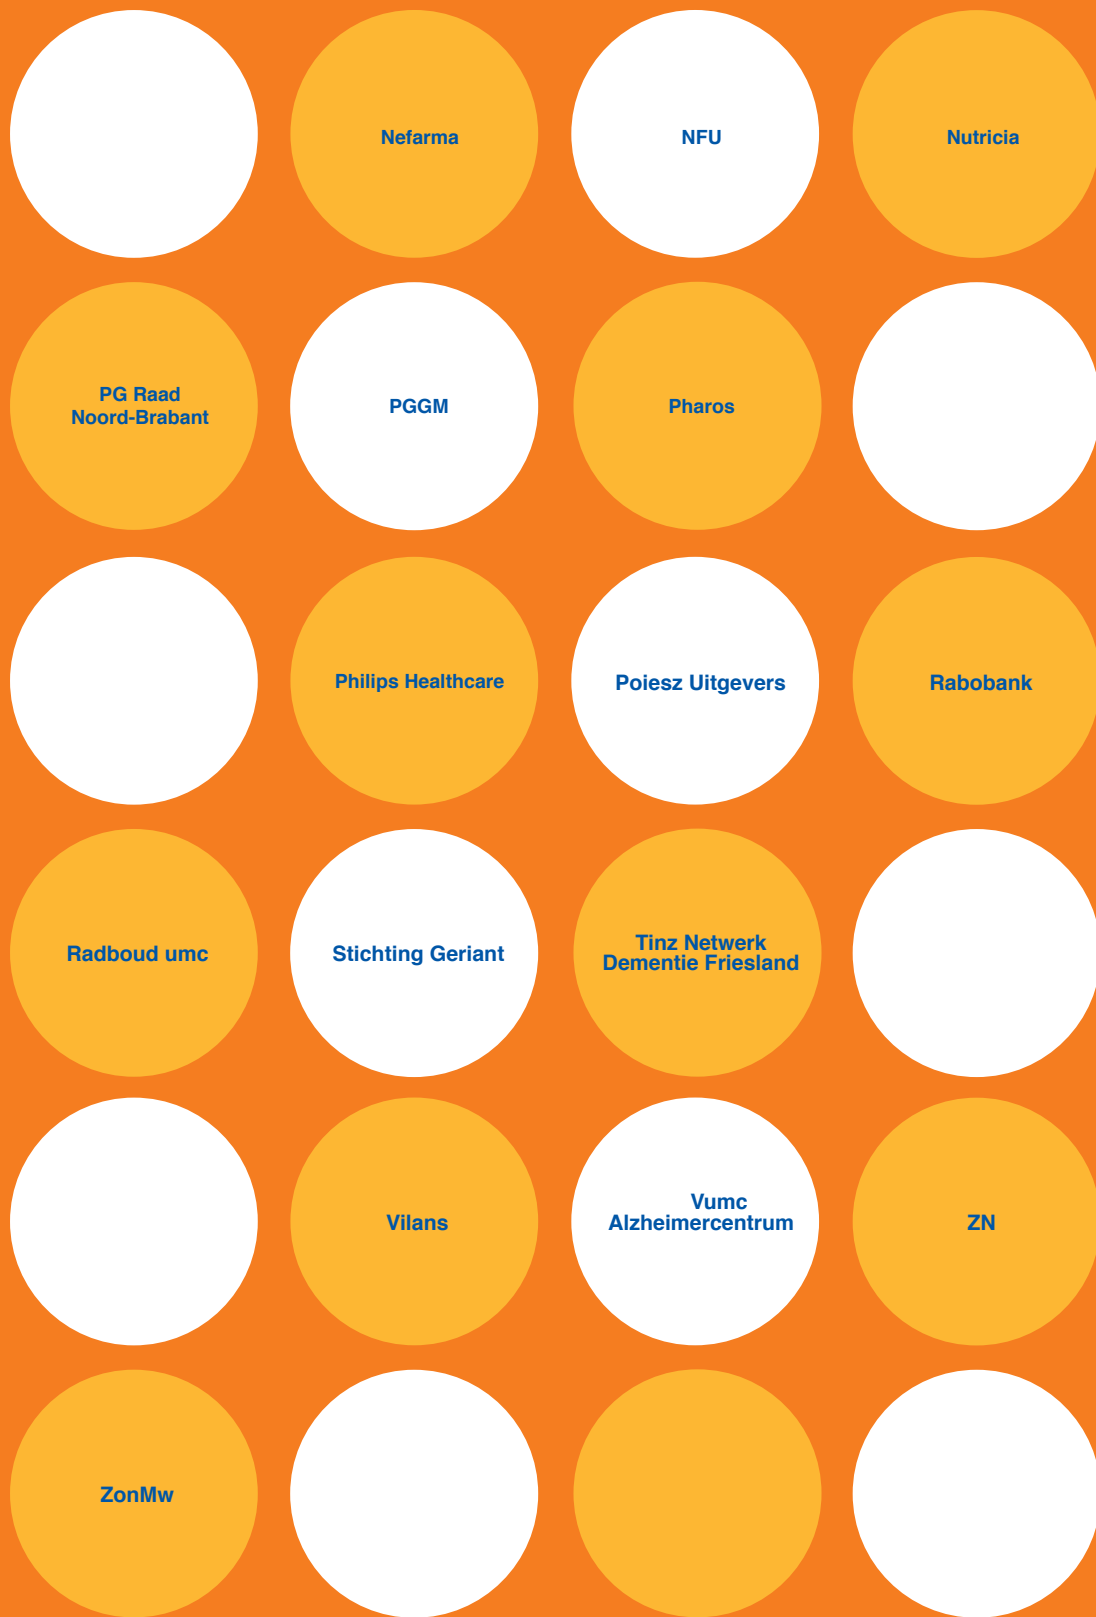 Nefarma
NFU
Nutricia
PG Raad
Noord-Brabant
PGGM
Pharos
Philips Healthcare
Poiesz Uitgevers
Rabobank
Radboud umc
Stichting Geriant
Tinz Netwerk
Dementie Friesland
Vilans
Vumc
Alzheimercentrum
ZN
ZonMw